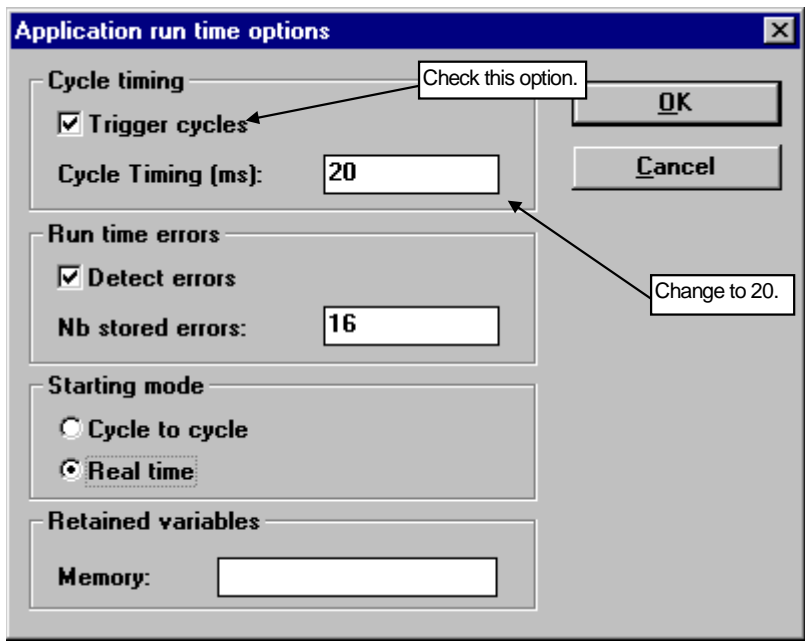 Application run time options
Cycle timing
Check this option.
OK
Trigger cycles
Cycle Timing (ms):
20
Cancel
Run time errors
Detect errors
Change to 20.
Nb stored errors:
16
Starting mode
Cycle to cycle
Real time
Retained variables
Memory: